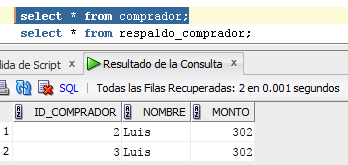 select * from comprador;
select * from respaldo_comprador;
lida de Script x Resultado de la Consulta x
SQL | Todas las Filas Recuperadas: 2 en 0.001 segundos
ID_COMPRADOR NOMBRE MONTO
1 2 Luis 302
2 3 Luis 302